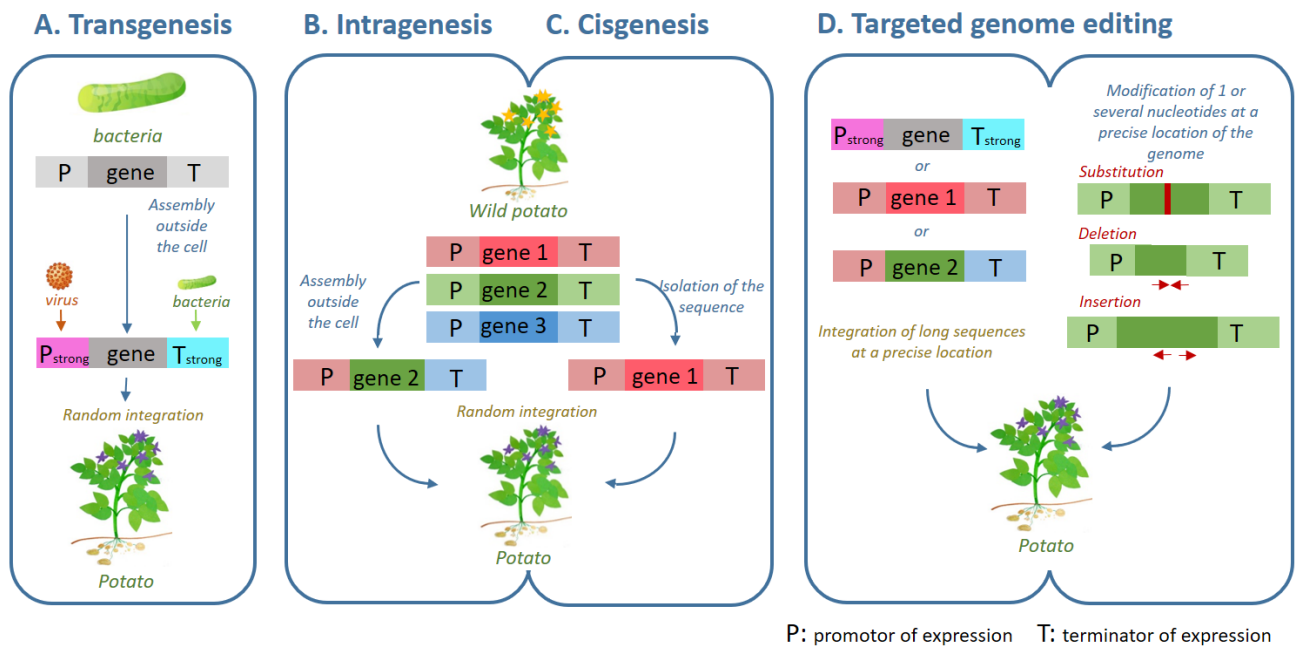 A. Transgenesis
bacteria
P gene T
Assembly
outside
the cell
virus
bacteria
Pstrong gene Tstrong
Random integration
Potato
B. Intragenesis
C. Cisgenesis
Wild potato
P gene 1 T
P gene 2 T
P gene 3 T
Assembly
outside
the cell
Isolation of the
sequence
P gene 2 T
P gene 1 T
Random integration
Potato
D. Targeted genome editing
Pstrong gene Tstrong
or
P gene 1 T
or
P gene 2 T
Integration of long sequences
at a precise location
Modification of 1 or
several nucleotides at a
precise location of the
genome
Substitution
P T
Deletion
P T
Insertion
P T
Potato
P: promotor of expression T: terminator of expression